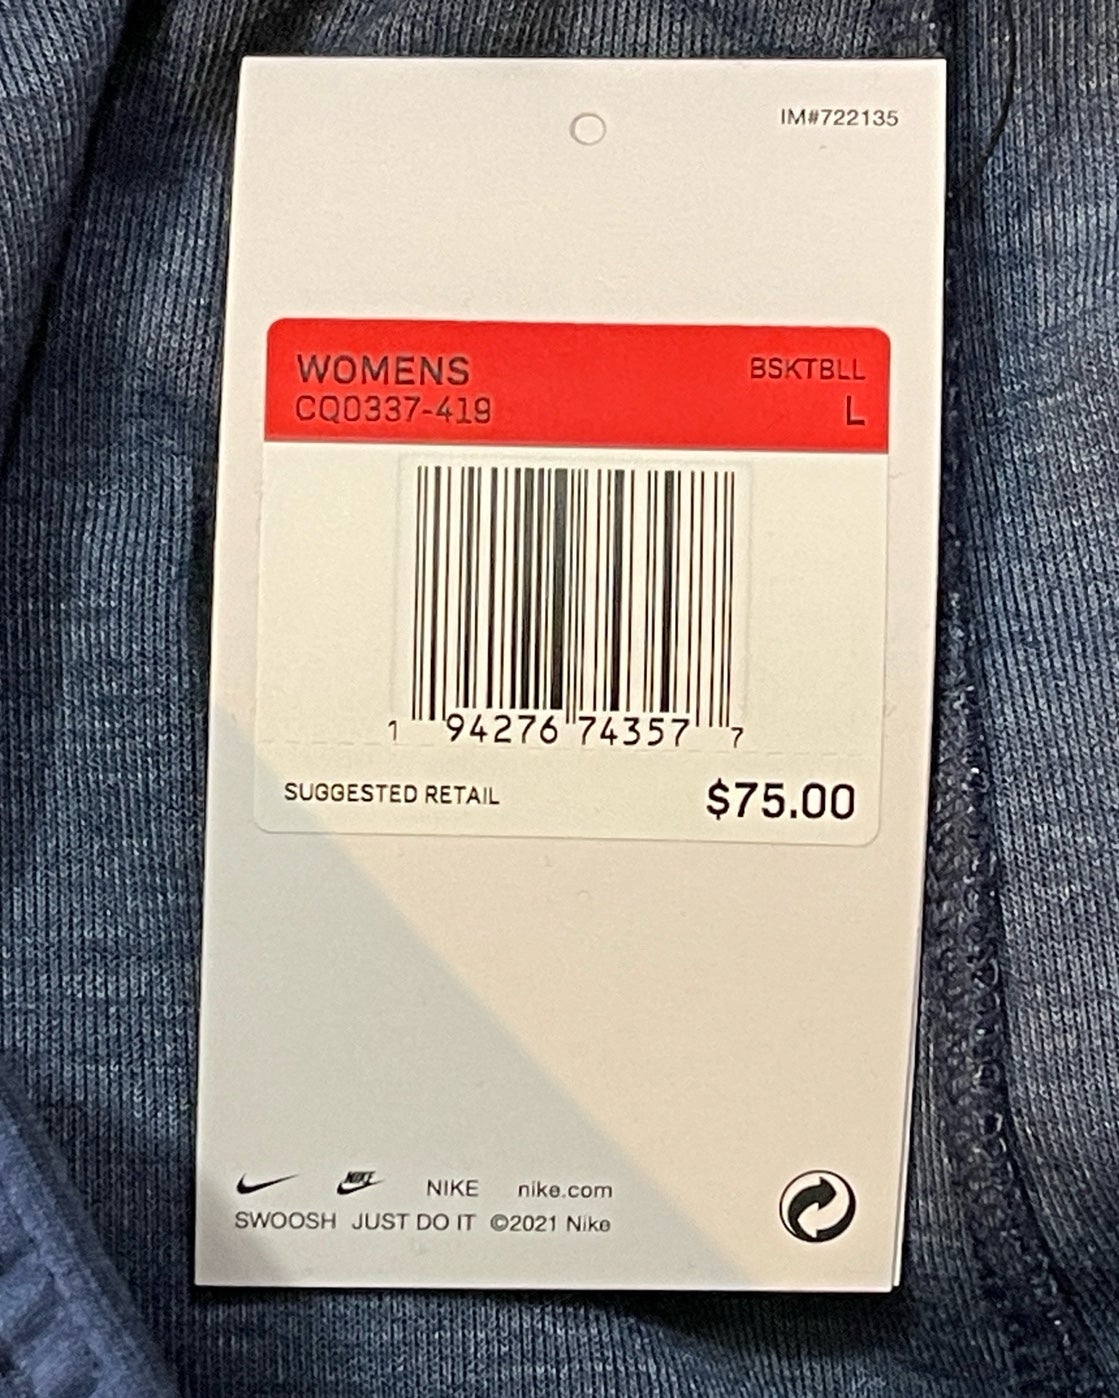 IM#722135
WOMENS BSKTBLL
CQ0337-419 L
1 94276 74357 7
SUGGESTED RETAIL $75.00
NIKE NIKE nike.com
SWOOSH JUST DO IT ©2021 Nike